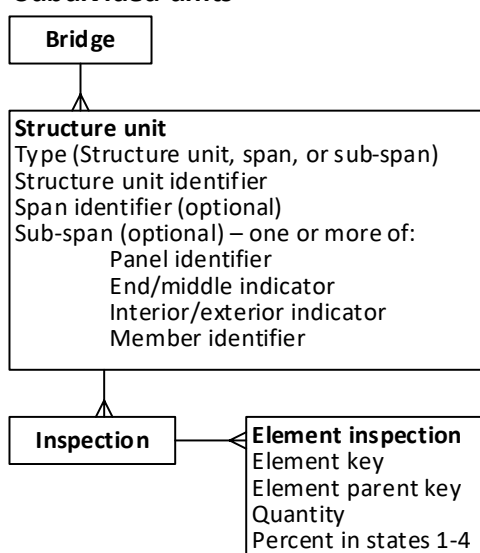 Bridge
Structure unit
Type (Structure unit, span, or sub-span)
Structure unit identifier
Span identifier (optional)
Sub-span (optional) – one or more of:
Panel identifier
End/middle indicator
Interior/exterior indicator
Member identifier
Inspection
Element inspection
Element key
Element parent key
Quantity
Percent in states 1-4